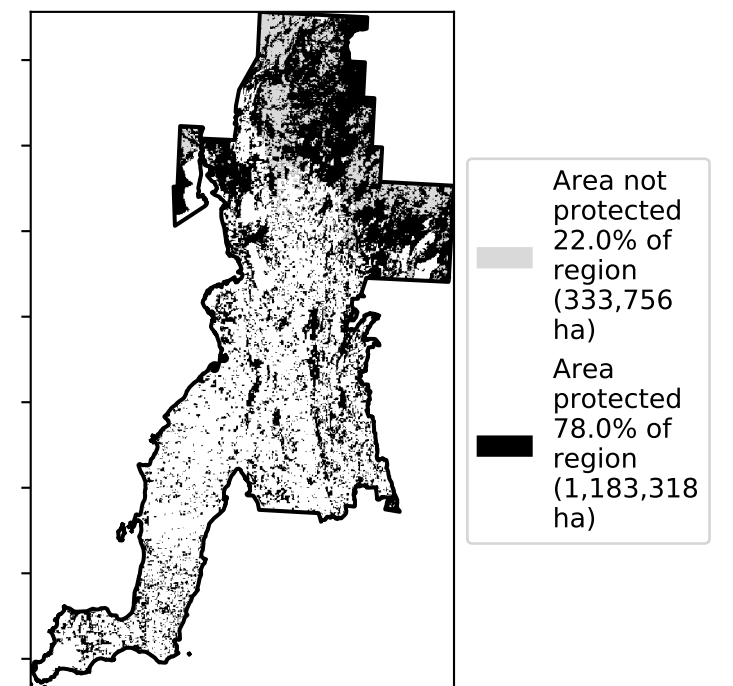 Area not
protected
22.0% of
region
(333,756
ha)
Area
protected
78.0% of
region
(1,183,318
ha)